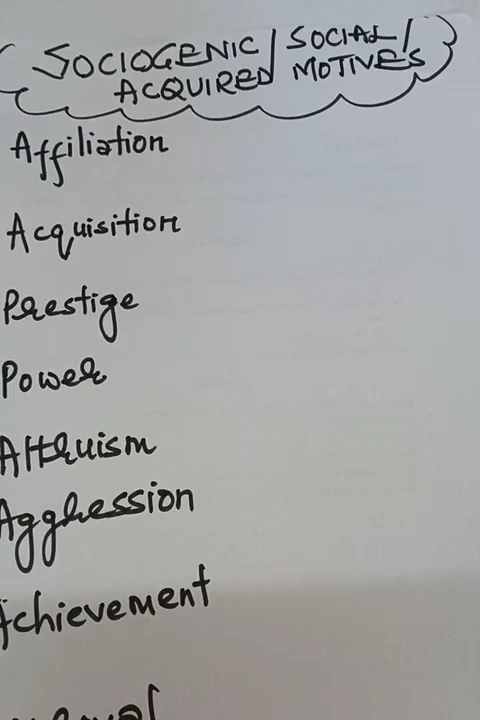 SOCIOGENIC / SOCIAL /
ACQUIRED MOTIVES
Affiliation
Acquisition
Prestige
Power
Altruism
Aggression
Achievement